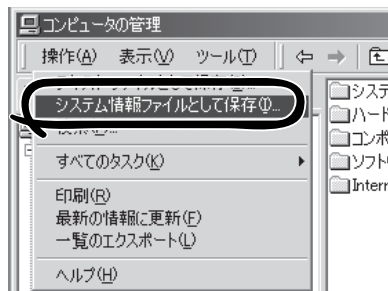 コンピュータの管理
操作(A) 表示(V) ツール(T)
システム情報ファイルとして保存(I)...
すべてのタスク(K)
印刷(R)
最新の情報に更新(F)
一覧のエクスポート(L)
ヘルプ(H)
システ
ハード
コンポ
ソフト
Intern